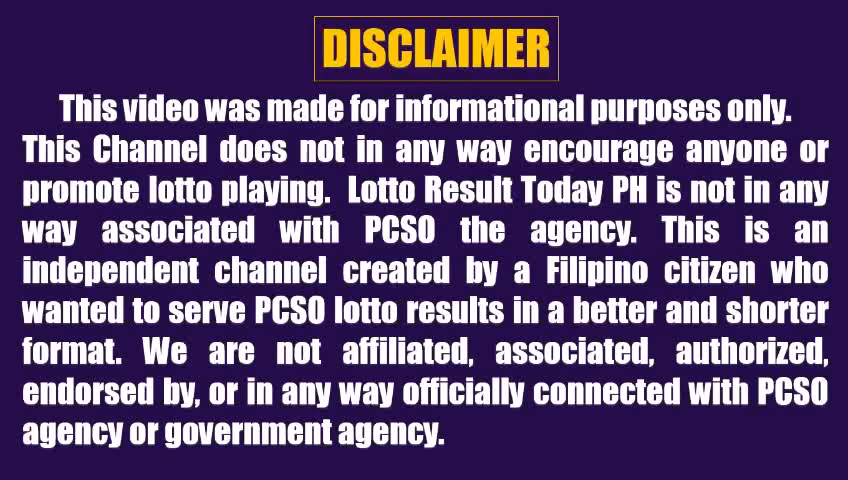 DISCLAIMER
This video was made for informational purposes only.
This Channel does not in any way encourage anyone or
promote lotto playing. Lotto Result Today PH is not in any
way associated with PCSO the agency. This is an
independent channel created by a Filipino citizen who
wanted to serve PCSO lotto results in a better and shorter
format. We are not affiliated, associated, authorized,
endorsed by, or in any way officially connected with PCSO
agency or government agency.